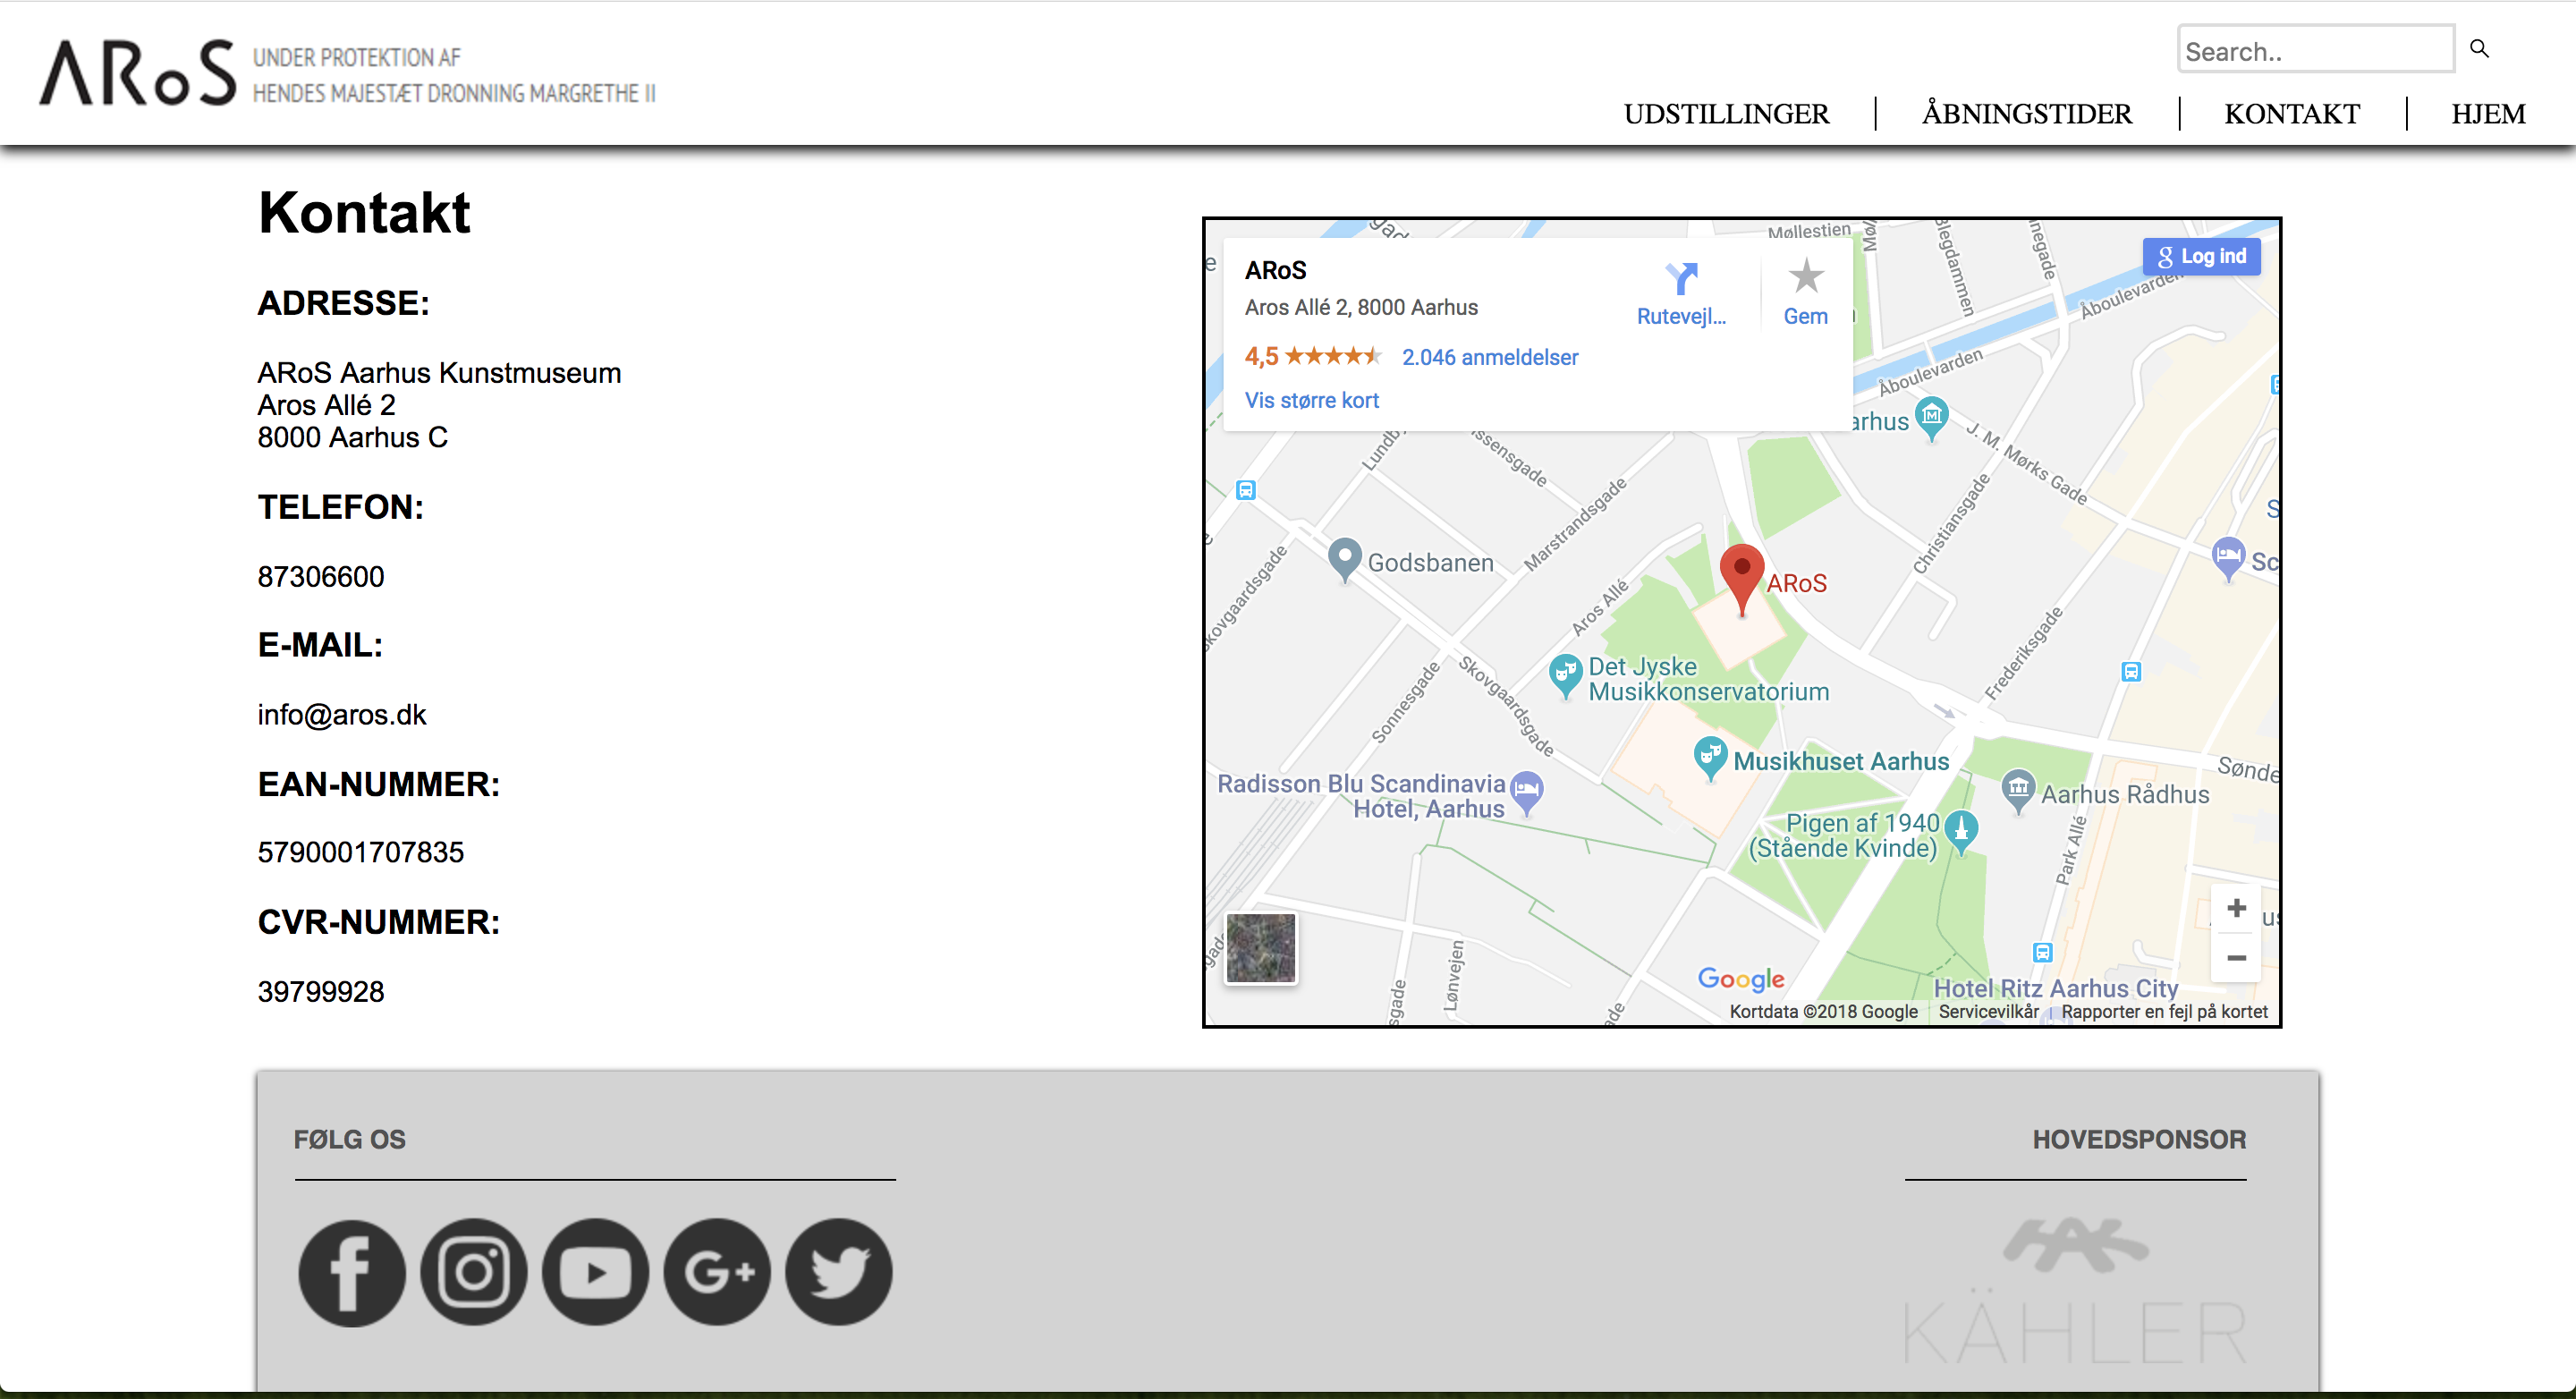 ARoS
UNDER PROTEKTION AF
HENDES MAJESTÆT DRONNING MARGRETHE II
Search..
UDSTILLINGER
ÅBNINGSTIDER
KONTAKT
HJEM
Kontakt
ADRESSE:
ARoS Aarhus Kunstmuseum
Aros Allé 2
8000 Aarhus C
TELEFON:
87306600
E-MAIL:
info@aros.dk
EAN-NUMMER:
5790001707835
CVR-NUMMER:
39799928
ARoS
Aros Allé 2, 8000 Aarhus
4,5
2.046 anmeldelser
Vis større kort
Rutevejl...
Gem
Log ind
Møllestien
Åboulevarden
Åboulevarden
arhus
J. M. Mørks Gade
Christiansgade
Marstrandsgade
Godsbanen
ARoS
Aros Allé
Skovgaardsgade
Skovgaardsgade
Sonnesgade
Frederiksgade
Det Jyske
Musikkonservatorium
Musikhuset Aarhus
Radisson Blu Scandinavia
Hotel, Aarhus
Aarhus Rådhus
Pigen af 1940
(Stående Kvinde)
Park Allé
Lønvejen
Hotel Ritz Aarhus City
Google
Kortdata ©2018 Google
Servicevilkår
Rapporter en fejl på kortet
FØLG OS
HOVEDSPONSOR
KÄHLER